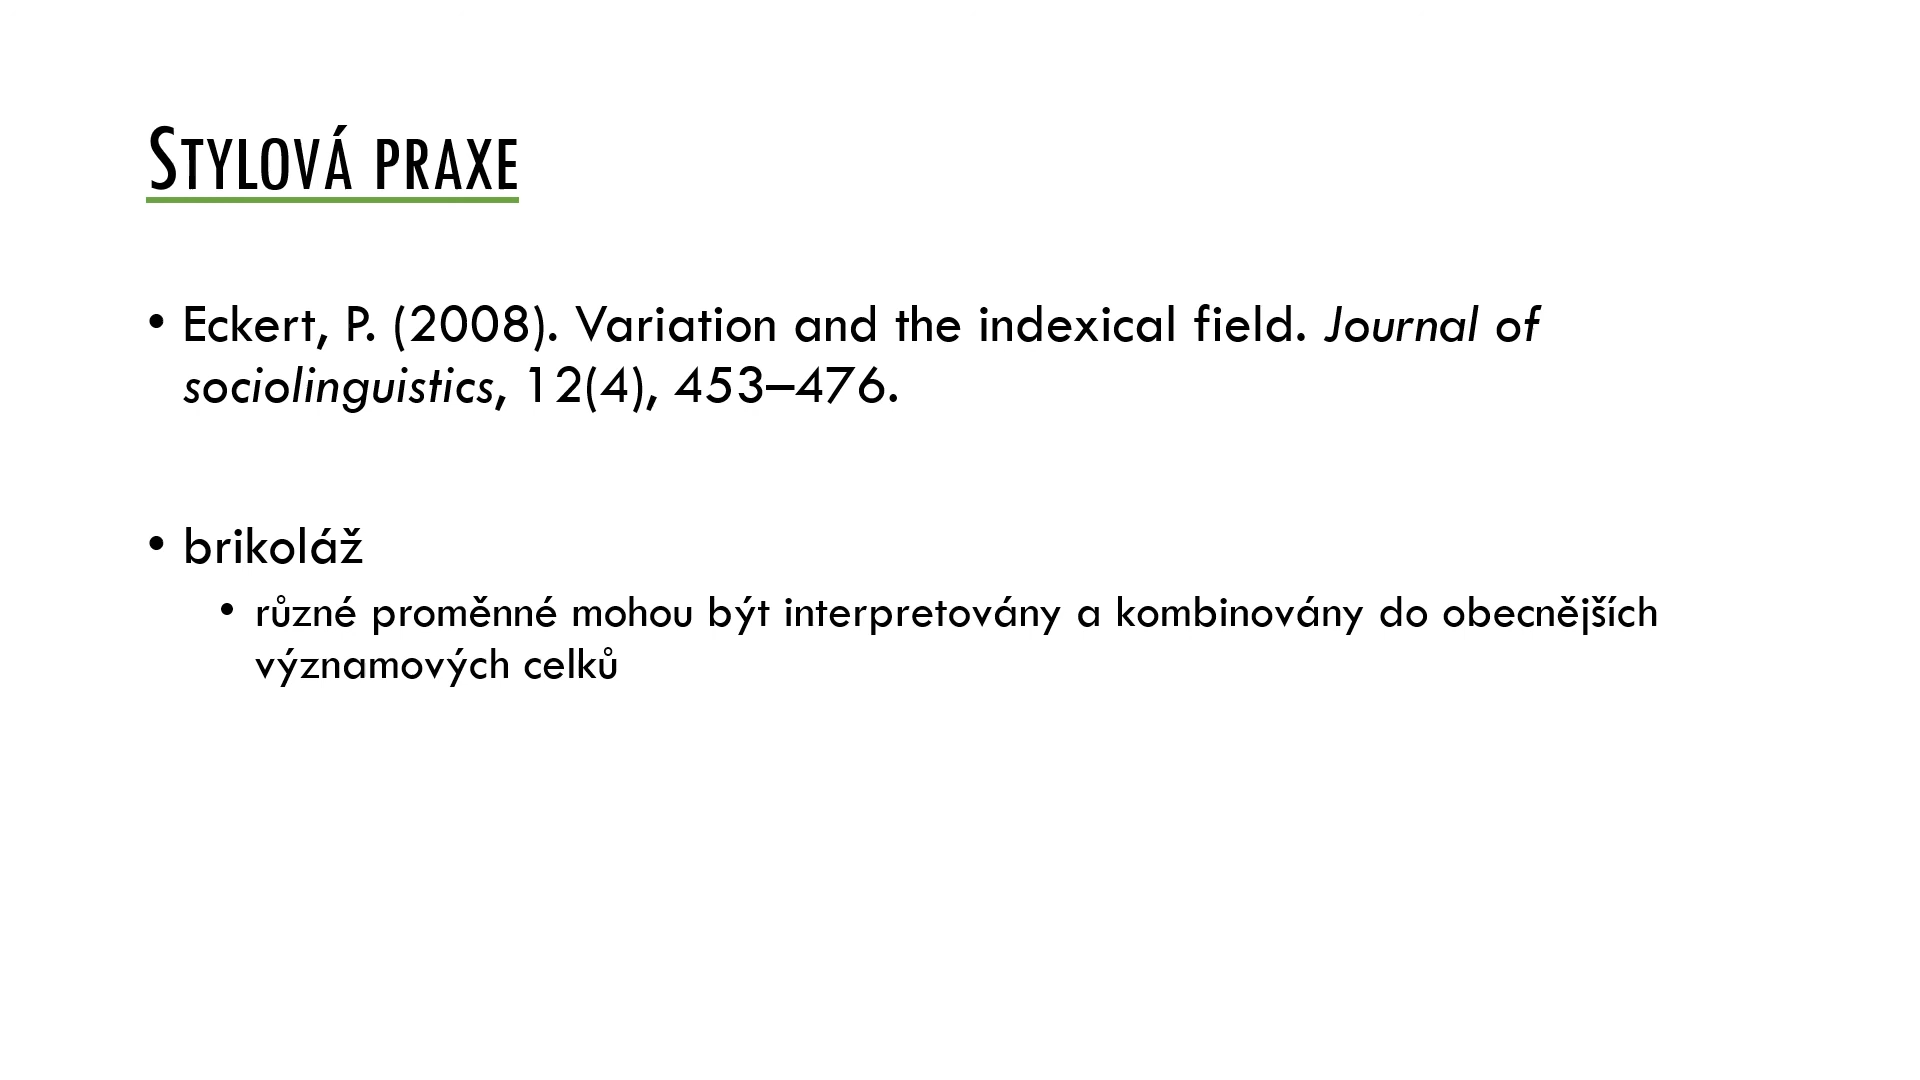 Stylová praxe
• Eckert, P. (2008). Variation and the indexical field. Journal of
sociolinguistics, 12(4), 453–476.
• brikoláž
• různé proměnné mohou být interpretovány a kombinovány do obecnějších
významových celků